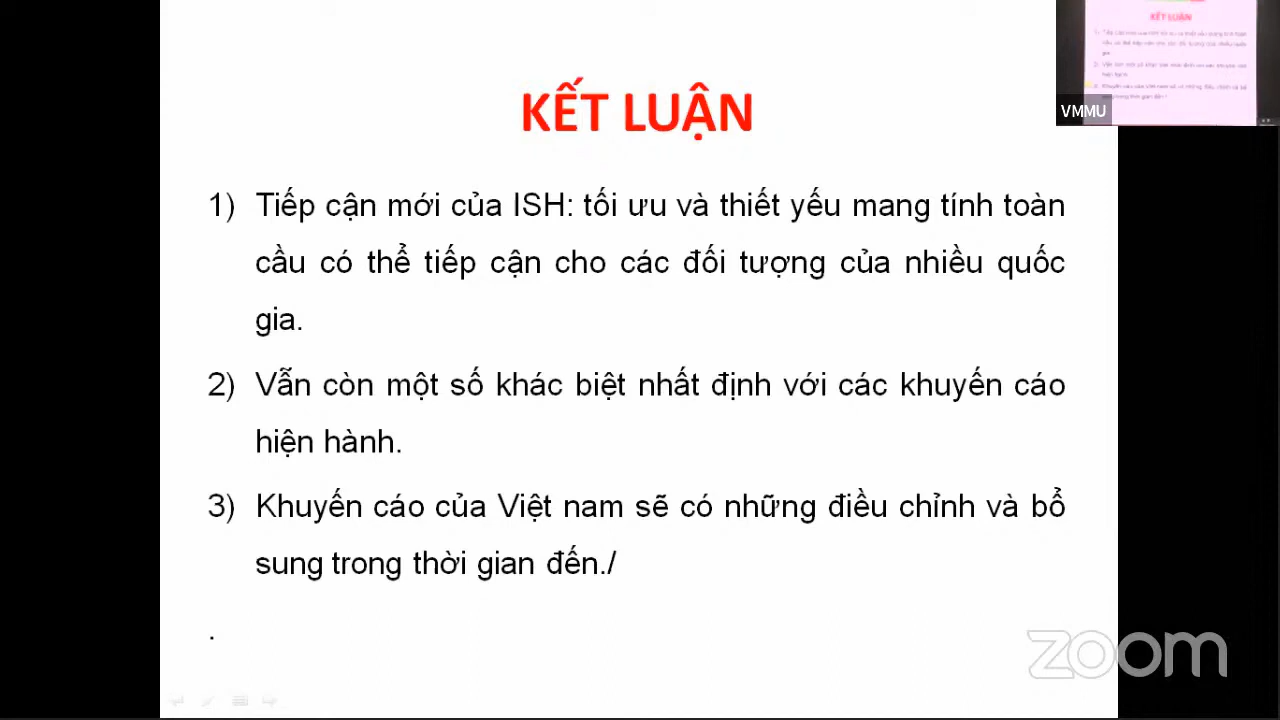 KẾT LUẬN
VMMU
1) Tiếp cận mới của ISH: tối ưu và thiết yếu mang tính toàn
cầu có thể tiếp cận cho các đối tượng của nhiều quốc
gia.
2) Vẫn còn một số khác biệt nhất định với các khuyến cáo
hiện hành.
3) Khuyến cáo của Việt nam sẽ có những điều chỉnh và bổ
sung trong thời gian đến./
.
zoom